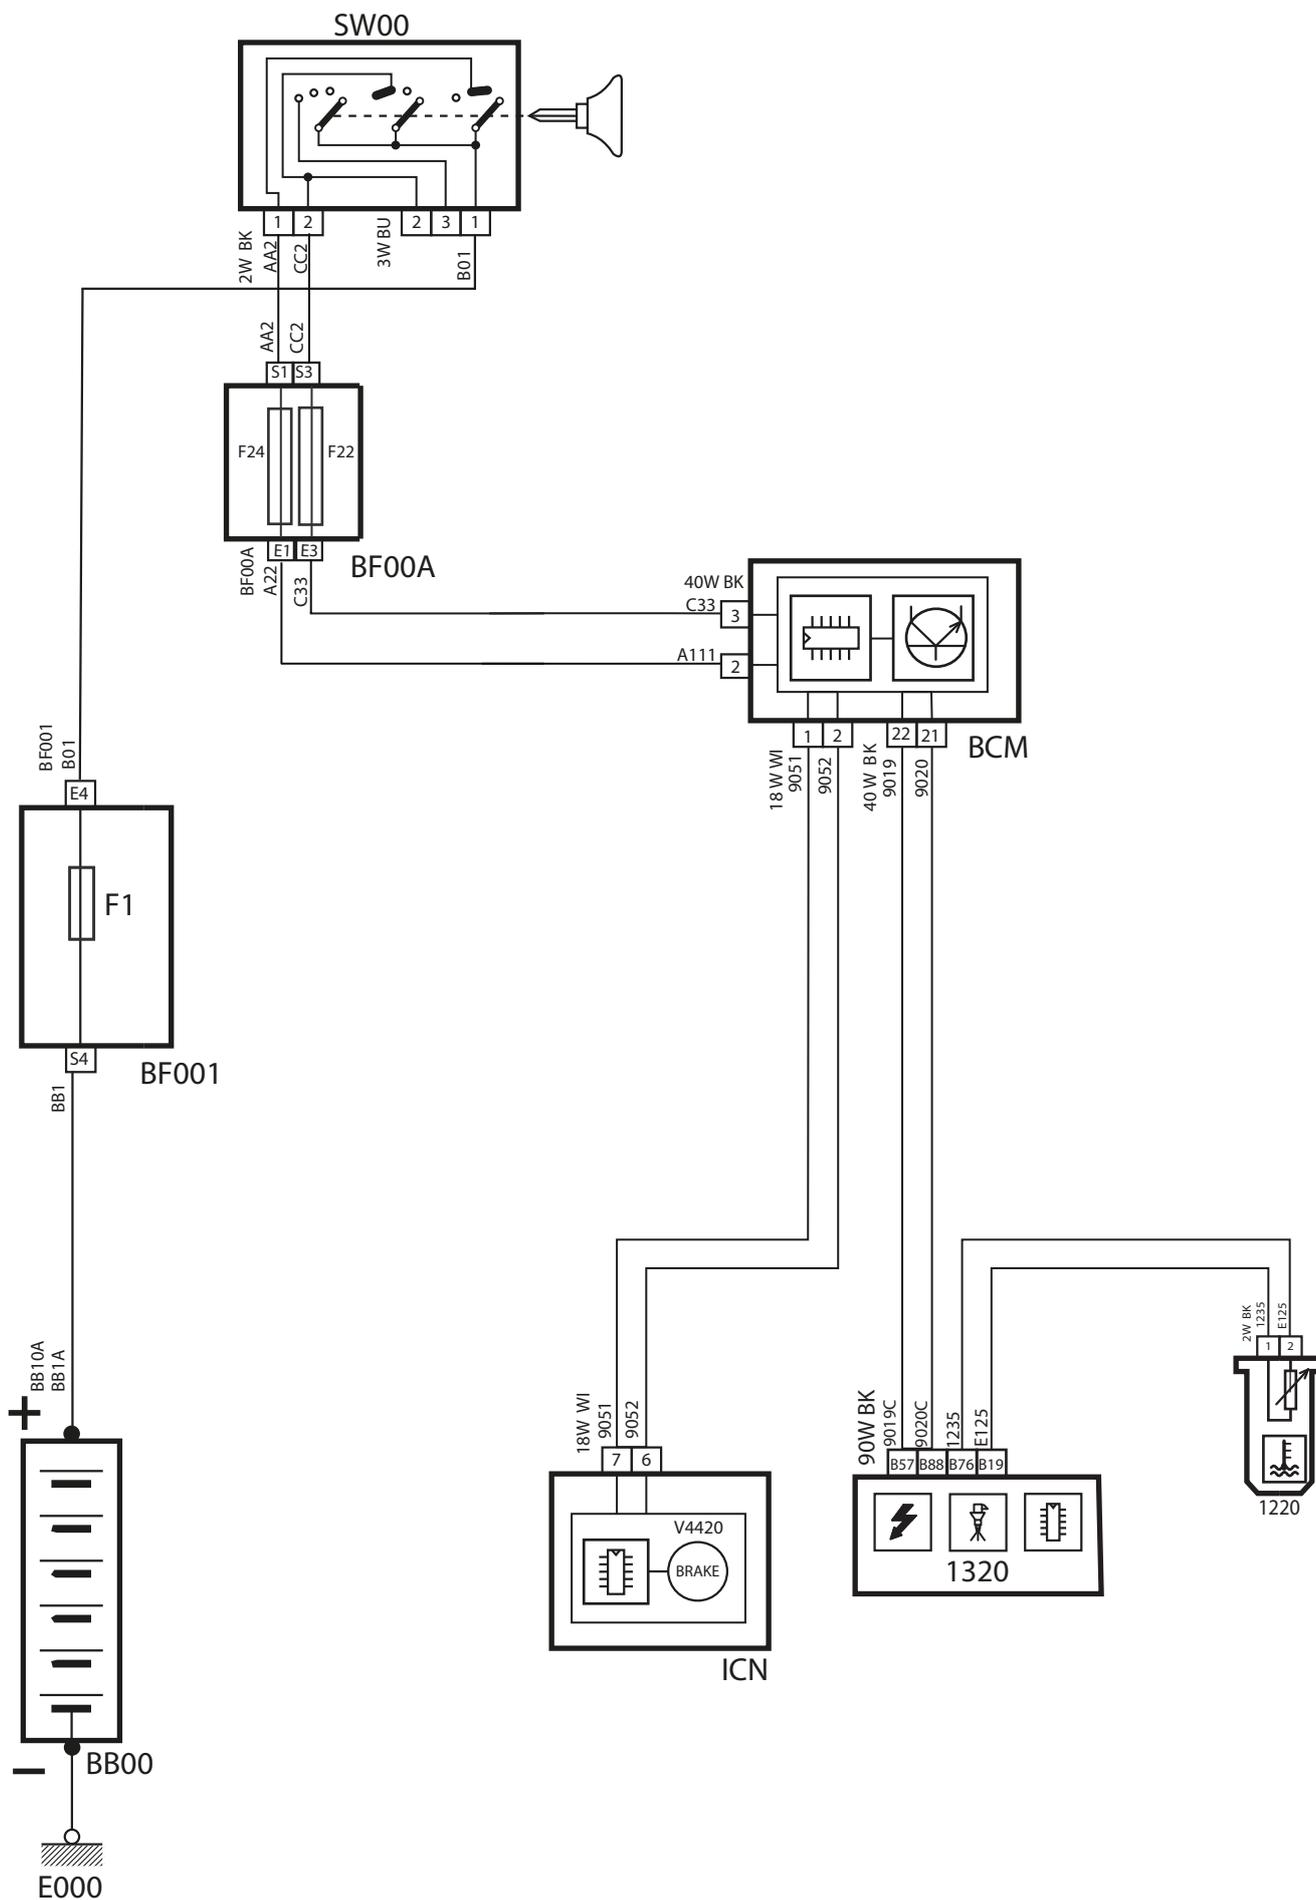 SW00
1 2 2 3 1
2W BK
AA2
CC2
3W BU
B01
AA2
CC2
S1 S3
F24 F22
E1 E3
BF00A
A22
C33
BF00A
40W BK
C33 3
A111 2
1 2 22 21
BCM
18 W WI
9051
9052
40 W BK
9019
9020
BF001
B01
E4
F1
S4
BF001
BB1
BB10A
BB1A
+
BB00
−
E000
18W WI
9051
9052
7 6
V4420
BRAKE
ICN
90W BK
9019C
9020C
1235
E125
B57 B88 B76 B19
1320
2W BK
1235
E125
1 2
1220